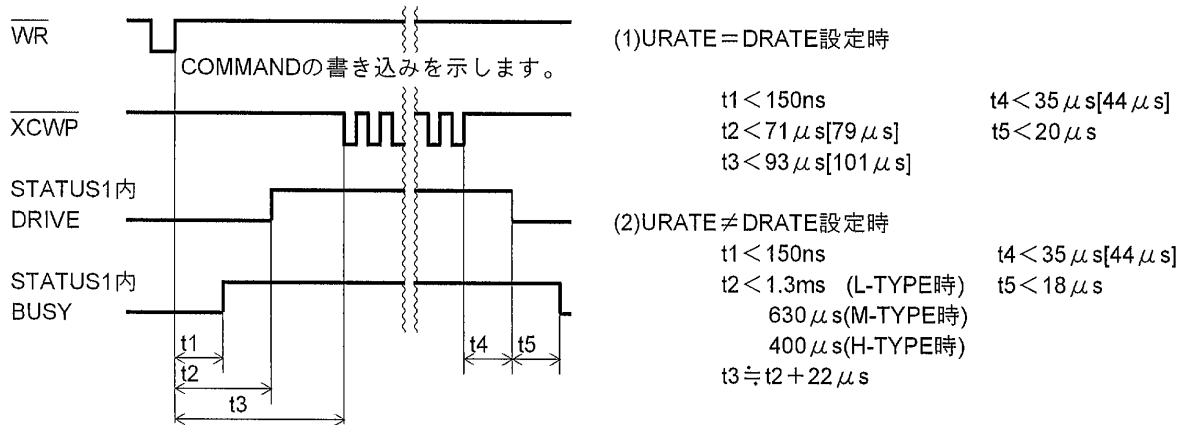 WR
COMMANDの書き込みを示します。
XCWP
STATUS1内
DRIVE
STATUS1内
BUSY
t1
t2
t3
t4
t5
(1)URATE=DRATE設定時
t1<150ns t4<35μs[44μs]
t2<71μs[79μs] t5<20μs
t3<93μs[101μs]
(2)URATE≠DRATE設定時
t1<150ns t4<35μs[44μs]
t2<1.3ms (L-TYPE時) t5<18μs
630μs(M-TYPE時)
400μs(H-TYPE時)
t3≒t2+22μs